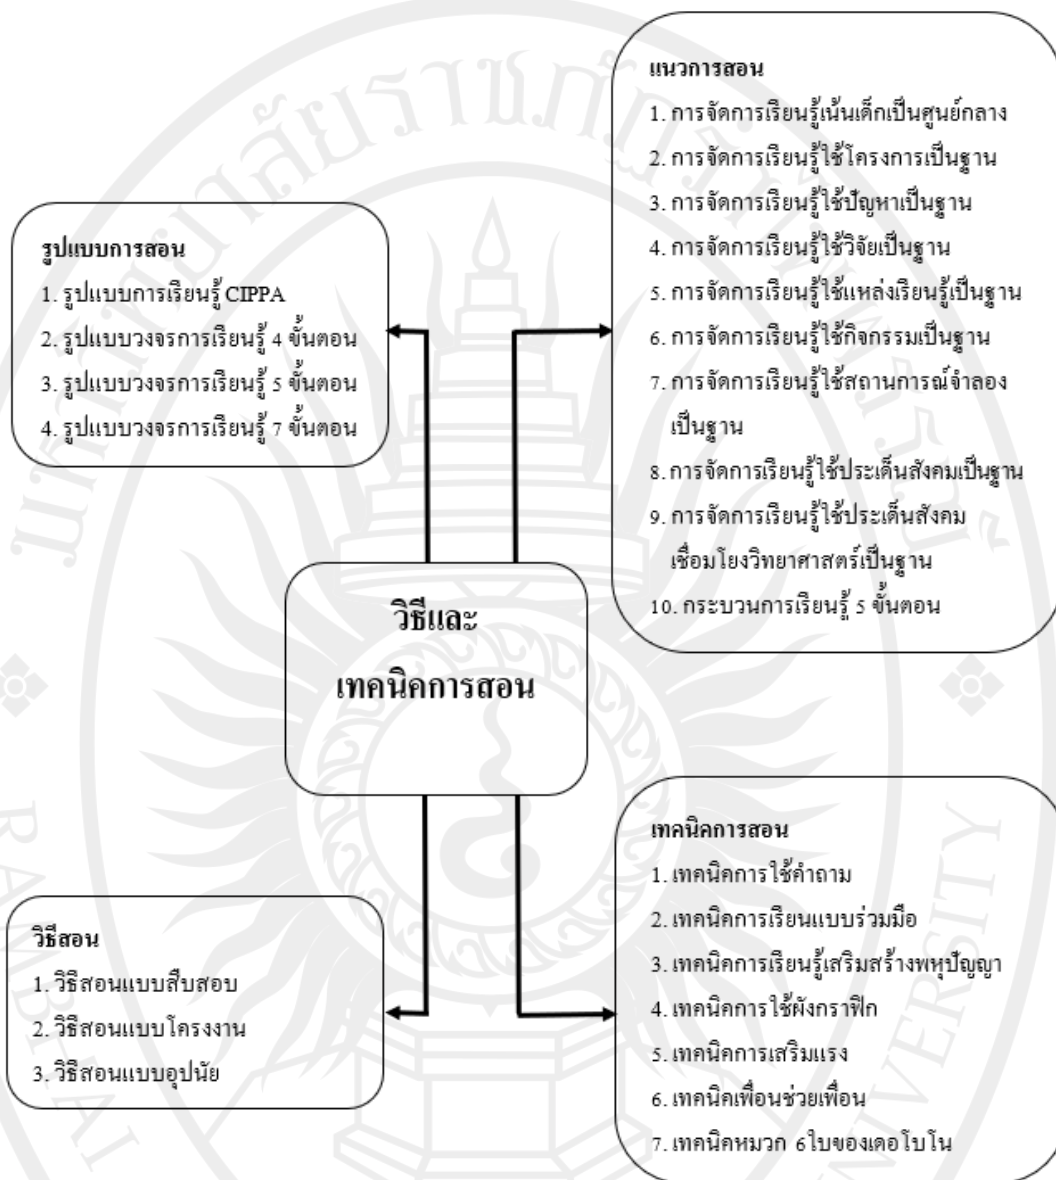 แนวการสอน
1. การจัดการเรียนรู้เน้นเด็กเป็นศูนย์กลาง
2. การจัดการเรียนรู้ใช้โครงการเป็นฐาน
3. การจัดการเรียนรู้ใช้ปัญหาเป็นฐาน
4. การจัดการเรียนรู้ใช้วิจัยเป็นฐาน
5. การจัดการเรียนรู้ใช้แหล่งเรียนรู้เป็นฐาน
6. การจัดการเรียนรู้ใช้กิจกรรมเป็นฐาน
7. การจัดการเรียนรู้ใช้สถานการณ์จำลอง
เป็นฐาน
8. การจัดการเรียนรู้ใช้ประเด็นสังคมเป็นฐาน
9. การจัดการเรียนรู้ใช้ประเด็นสังคม
เชื่อมโยงวิทยาศาสตร์เป็นฐาน
10. กระบวนการเรียนรู้ 5 ขั้นตอน
รูปแบบการสอน
1. รูปแบบการเรียนรู้ CIPPA
2. รูปแบบวงจรการเรียนรู้ 4 ขั้นตอน
3. รูปแบบวงจรการเรียนรู้ 5 ขั้นตอน
4. รูปแบบวงจรการเรียนรู้ 7 ขั้นตอน
วิธีและ
เทคนิคการสอน
เทคนิคการสอน
1. เทคนิคการใช้คำถาม
2. เทคนิคการเรียนแบบร่วมมือ
3. เทคนิคการเรียนรู้เสริมสร้างพหุปัญญา
4. เทคนิคการใช้ผังกราฟิก
5. เทคนิคการเสริมแรง
6. เทคนิคเพื่อนช่วยเพื่อน
7. เทคนิคหมวก 6ใบของเดอโบโน
วิธีสอน
1. วิธีสอนแบบสืบสอบ
2. วิธีสอนแบบโครงงาน
3. วิธีสอนแบบอุปนัย
UNIVERSITY